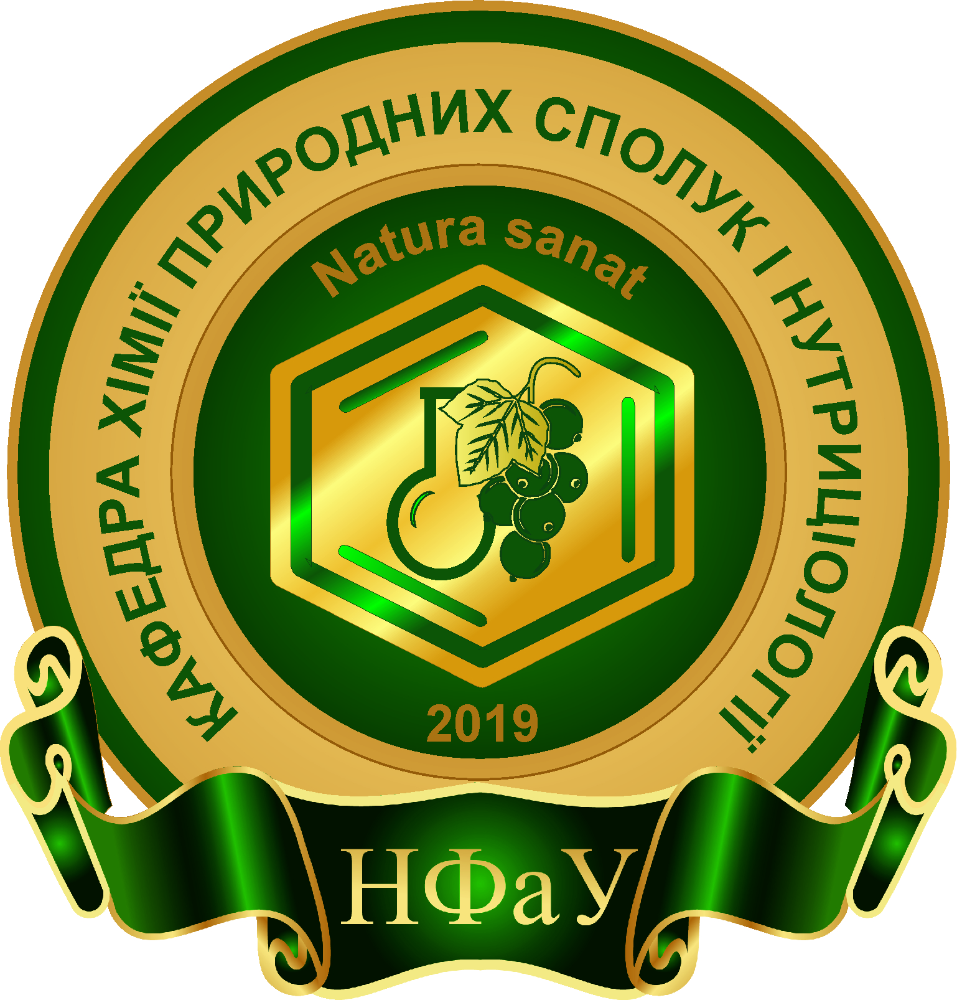 КАФЕДРА ХІМІЇ ПРИРОДНИХ СПОЛУК І НУТРИЦІОЛОГІЇ
Natura sanat
2019
НФаУ